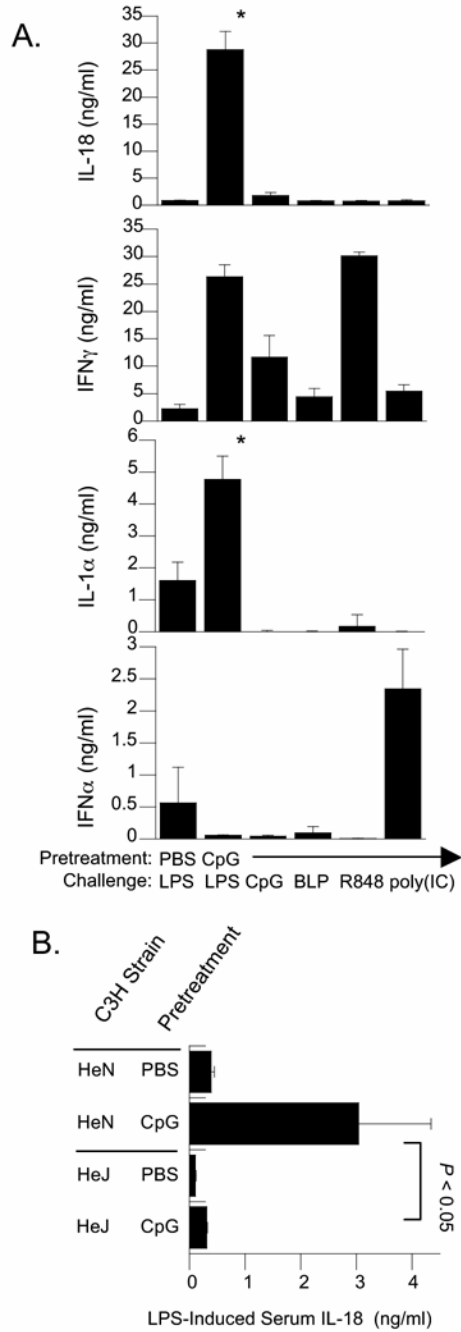 A.
*
IL-18 (ng/ml)
35
30
25
20
15
10
5
0
IFNγ (ng/ml)
35
30
25
20
15
10
5
0
*
IL-1α (ng/ml)
6
5
4
3
2
1
0
IFNα (ng/ml)
3
2.5
2
1.5
1
0.5
0
Pretreatment: PBS CpG
Challenge: LPS LPS CpG BLP R848 poly(IC)
B.
C3H Strain Pretreatment
HeN PBS
HeN CpG
HeJ PBS
HeJ CpG
P < 0.05
0 1 2 3 4
LPS-Induced Serum IL-18 (ng/ml)